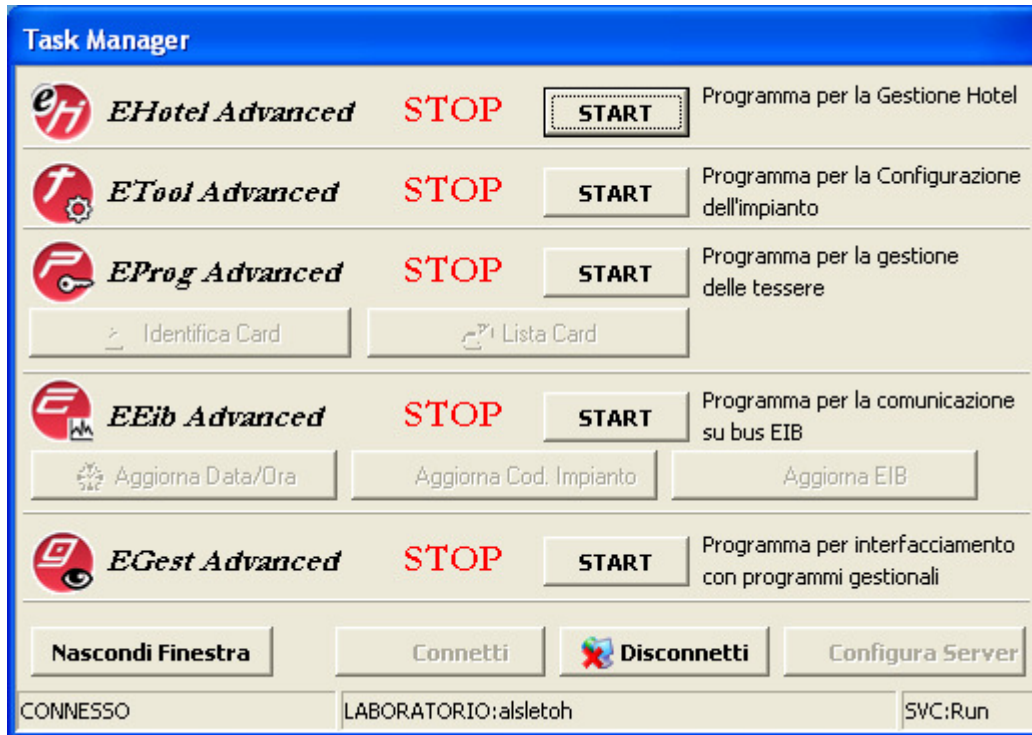 Task Manager
EHotel Advanced STOP START Programma per la Gestione Hotel
ETool Advanced STOP START Programma per la Configurazione
dell'impianto
EProg Advanced STOP START Programma per la gestione
delle tessere
Identifica Card Lista Card
EEib Advanced STOP START Programma per la comunicazione
su bus EIB
Aggiorna Data/Ora Aggiorna Cod. Impianto Aggiorna EIB
EGest Advanced STOP START Programma per interfacciamento
con programmi gestionali
Nascondi Finestra Connetti Disconnetti Configura Server
CONNESSO LABORATORIO:alsletoh SVC:Run